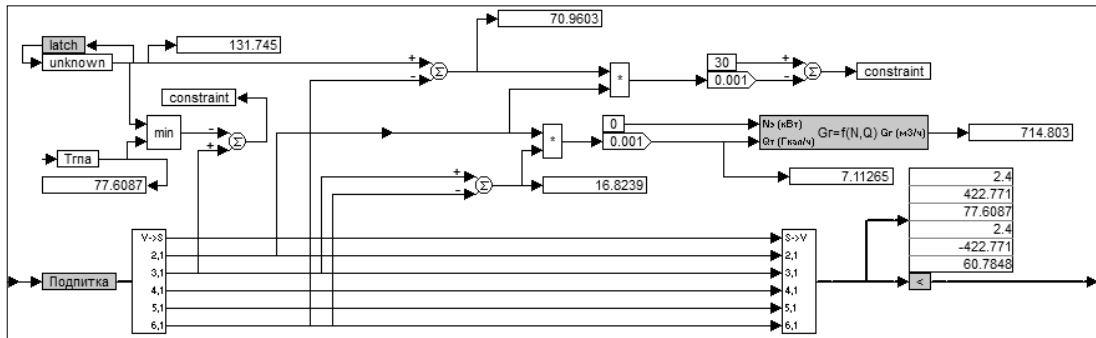 70.9603
latch
131.745
unknown
+
Σ
-
*
30
0.001
+
-
Σ
constraint
constraint
min
-
+
Σ
Trпa
77.6087
*
0
0.001
Nэ (кВт)
Qт (Гкал/ч)
Gг=f(N,Q)
Gг (м3/ч)
714.803
+
-
Σ
16.8239
7.11265
2.4
422.771
77.6087
2.4
-422.771
60.7848
<
Подпитка
V->S
2,1
3,1
4,1
5,1
6,1
S->V
2,1
3,1
4,1
5,1
6,1